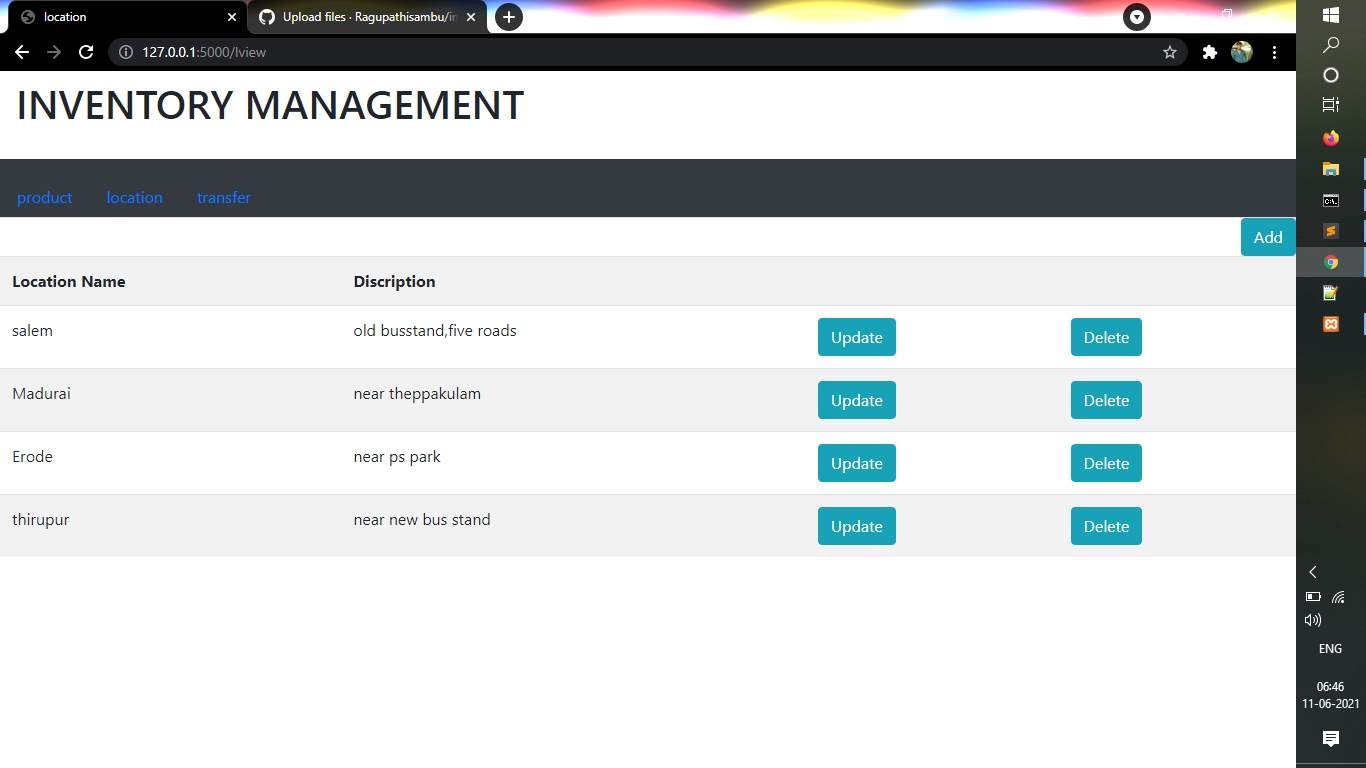 location
Upload files · Ragupathisambu/in
127.0.0.1:5000/lview
INVENTORY MANAGEMENT
product location transfer
Add
Location Name Discription
salem old busstand,five roads Update Delete
Madurai near theppakulam Update Delete
Erode near ps park Update Delete
thirupur near new bus stand Update Delete
ENG
06:46
11-06-2021